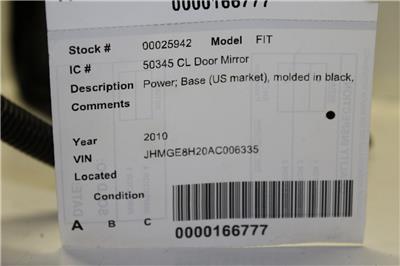 0000166777
Stock # 00025942 Model FIT
IC # 50345 CL Door Mirror
Description Power; Base (US market), molded in black,
Comments
Year 2010
VIN JHMGE8H20AC006335
Located
Condition
A B C
0000166777